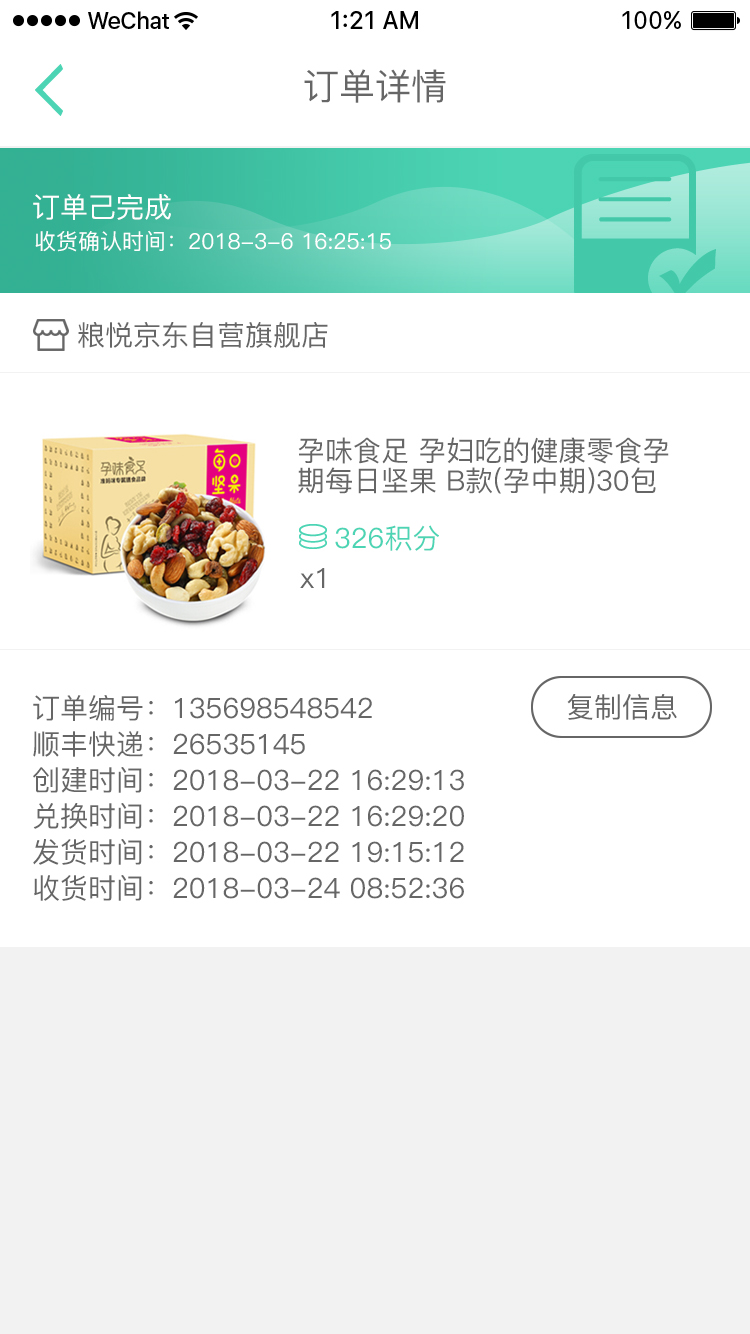 WeChat 1:21 AM 100%
订单详情
订单己完成
收货确认时间：2018-3-6 16:25:15
粮悦京东自营旗舰店
孕味食足
每日
坚果
孕味食足 孕妇吃的健康零食孕
期每日坚果 B款(孕中期)30包
326积分
x1
订单编号：135698548542
复制信息
顺丰快递：26535145
创建时间：2018-03-22 16:29:13
兑换时间：2018-03-22 16:29:20
发货时间：2018-03-22 19:15:12
收货时间：2018-03-24 08:52:36